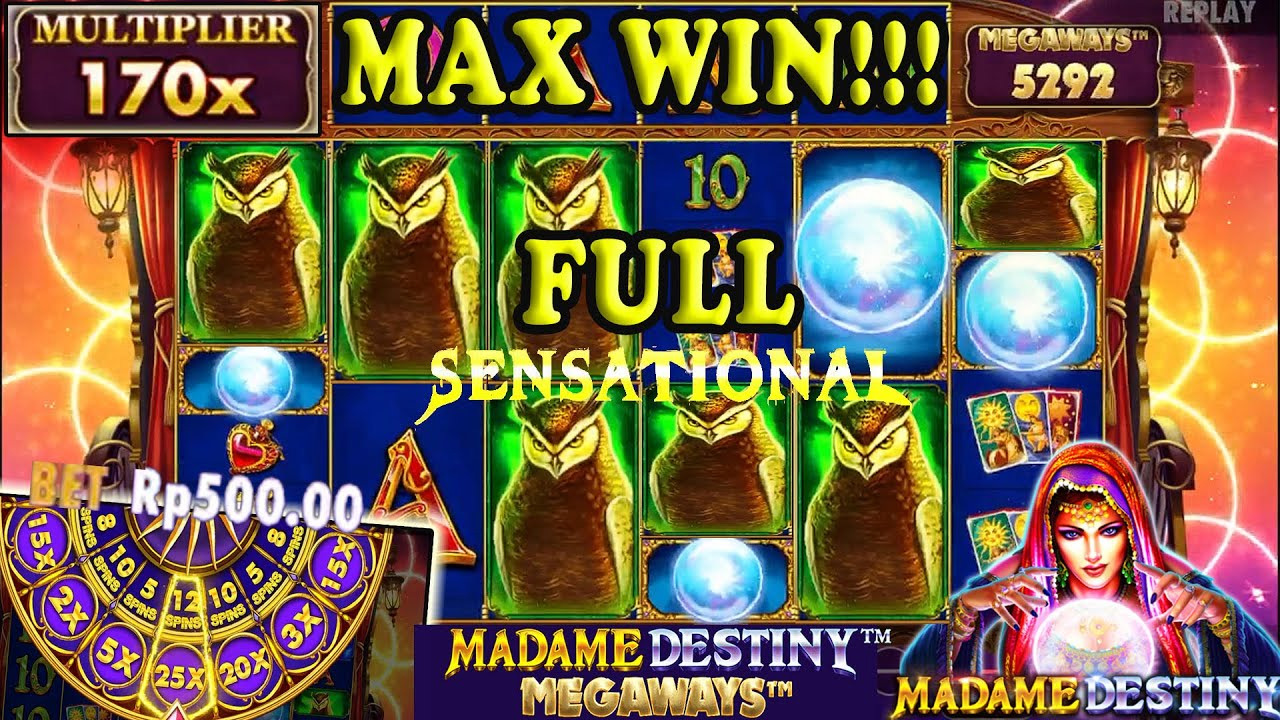 MULTIPLIER
170x
MAX WIN!!!
REPLAY
MEGAWAYS™
5292
10
FULL
SENSATIONAL
A
BET Rp500.00
15X
8 SPINS
10 SPINS
5 SPINS
12 SPINS
10 SPINS
5 SPINS
8 SPINS
15X
2X
5X
25X
20X
3X
10
MADAME DESTINY™
MEGAWAYS™
MADAME DESTINY